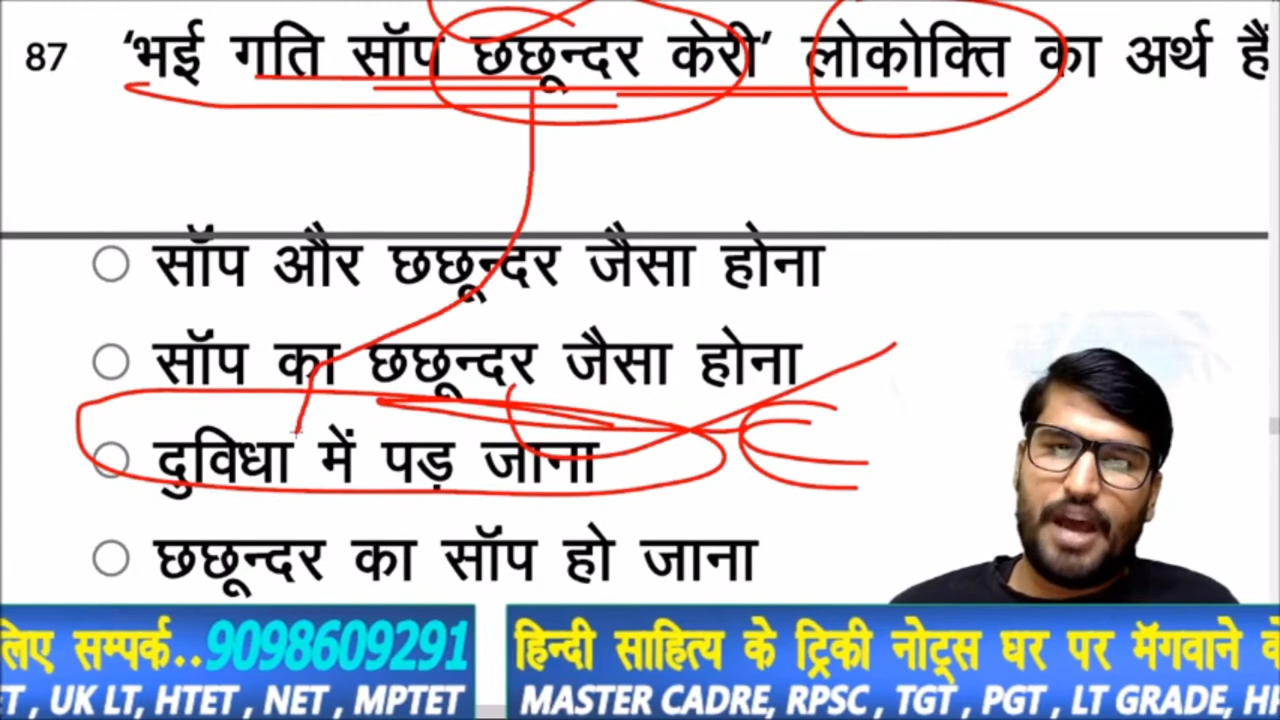 87 'भई गति सॉप छछून्दर केरी' लोकोक्ति का अर्थ हैं
सॉप और छछून्दर जैसा होना
सॉप का छछून्दर जैसा होना
दुविधा में पड़ जाना
छछून्दर का सॉप हो जाना
लिए सम्पर्क..9098609291
हिन्दी साहित्य के ट्रिकी नोट्स घर पर मॅगवाने के
ET , UK LT, HTET , NET , MPTET
MASTER CADRE, RPSC , TGT , PGT , LT GRADE,